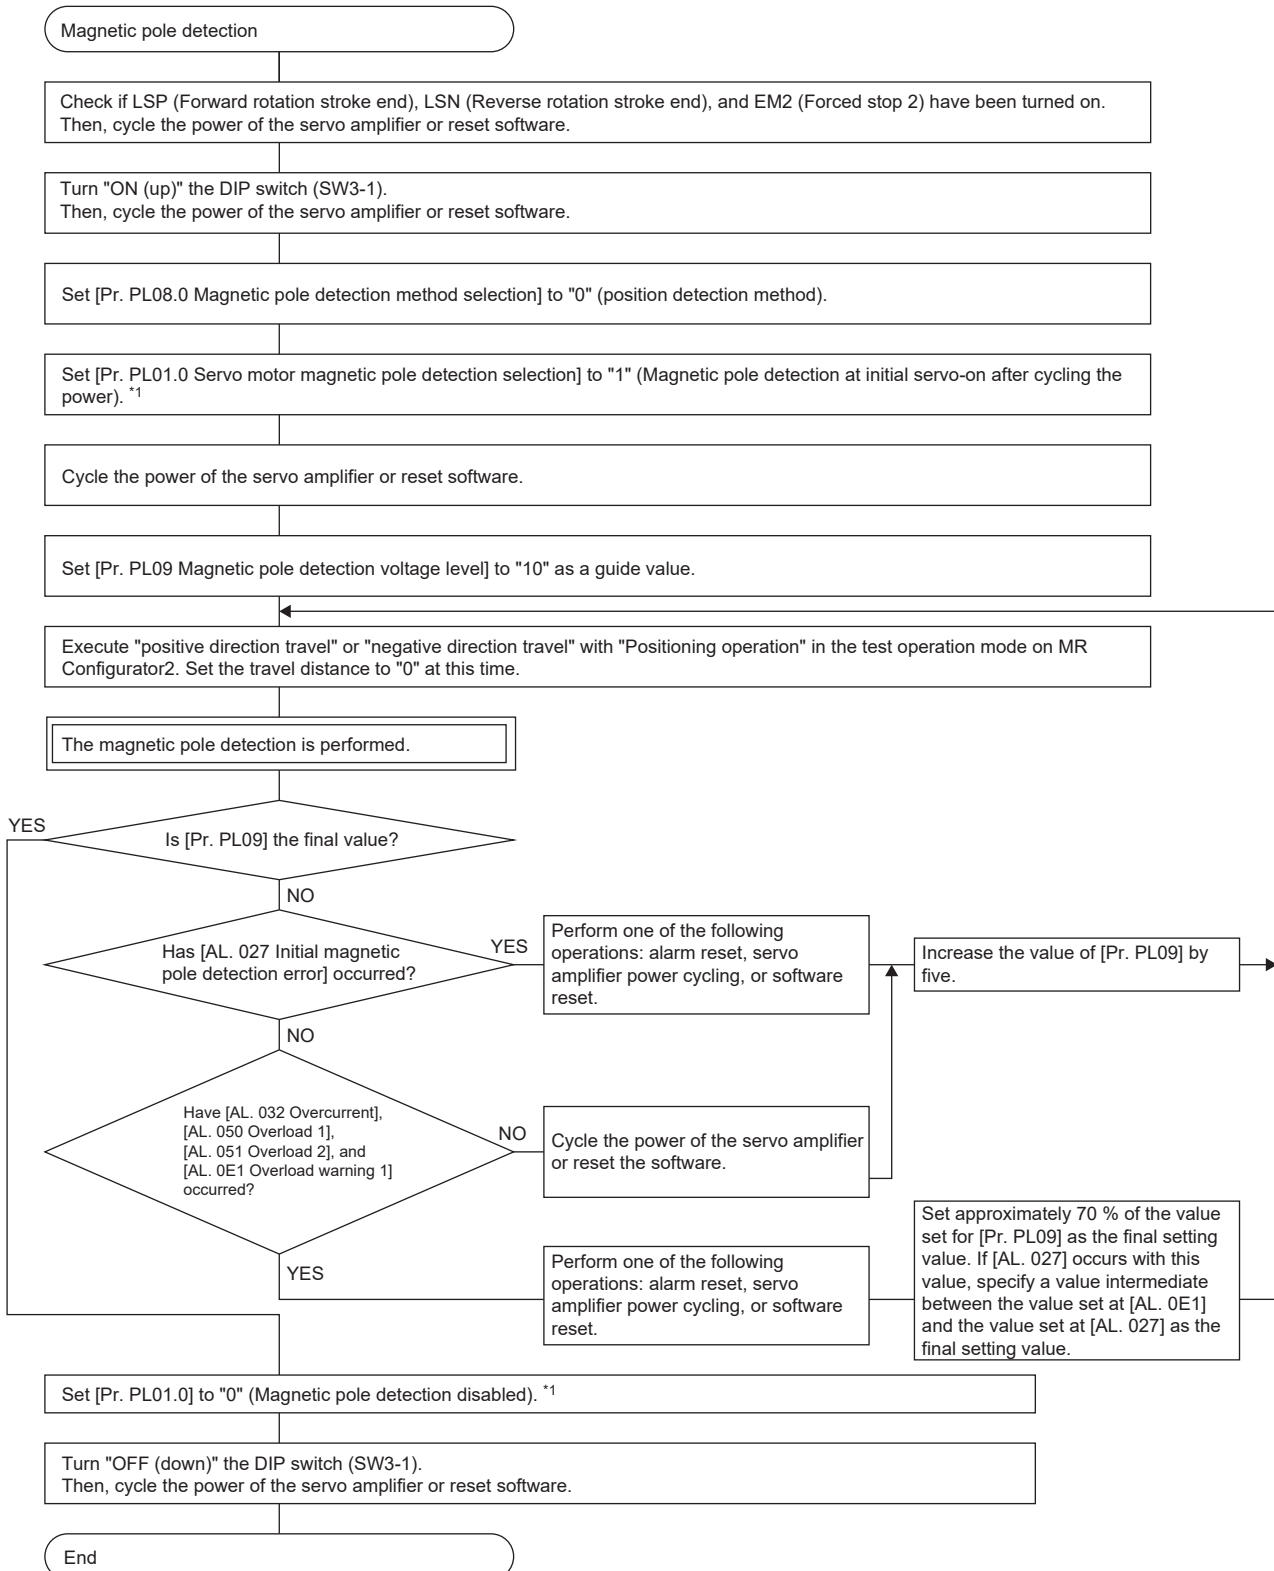 Magnetic pole detection
Check if LSP (Forward rotation stroke end), LSN (Reverse rotation stroke end), and EM2 (Forced stop 2) have been turned on.
Then, cycle the power of the servo amplifier or reset software.
Turn "ON (up)" the DIP switch (SW3-1).
Then, cycle the power of the servo amplifier or reset software.
Set [Pr. PL08.0 Magnetic pole detection method selection] to "0" (position detection method).
Set [Pr. PL01.0 Servo motor magnetic pole detection selection] to "1" (Magnetic pole detection at initial servo-on after cycling the
power). *1
Cycle the power of the servo amplifier or reset software.
Set [Pr. PL09 Magnetic pole detection voltage level] to "10" as a guide value.
Execute "positive direction travel" or "negative direction travel" with "Positioning operation" in the test operation mode on MR
Configurator2. Set the travel distance to "0" at this time.
The magnetic pole detection is performed.
YES
Is [Pr. PL09] the final value?
NO
Has [AL. 027 Initial magnetic
pole detection error] occurred?
YES
Perform one of the following
operations: alarm reset, servo
amplifier power cycling, or software
reset.
Increase the value of [Pr. PL09] by
five.
NO
Have [AL. 032 Overcurrent],
[AL. 050 Overload 1],
[AL. 051 Overload 2], and
[AL. 0E1 Overload warning 1]
occurred?
NO
Cycle the power of the servo amplifier
or reset the software.
YES
Perform one of the following
operations: alarm reset, servo
amplifier power cycling, or software
reset.
Set approximately 70 % of the value
set for [Pr. PL09] as the final setting
value. If [AL. 027] occurs with this
value, specify a value intermediate
between the value set at [AL. 0E1]
and the value set at [AL. 027] as the
final setting value.
Set [Pr. PL01.0] to "0" (Magnetic pole detection disabled). *1
Turn "OFF (down)" the DIP switch (SW3-1).
Then, cycle the power of the servo amplifier or reset software.
End